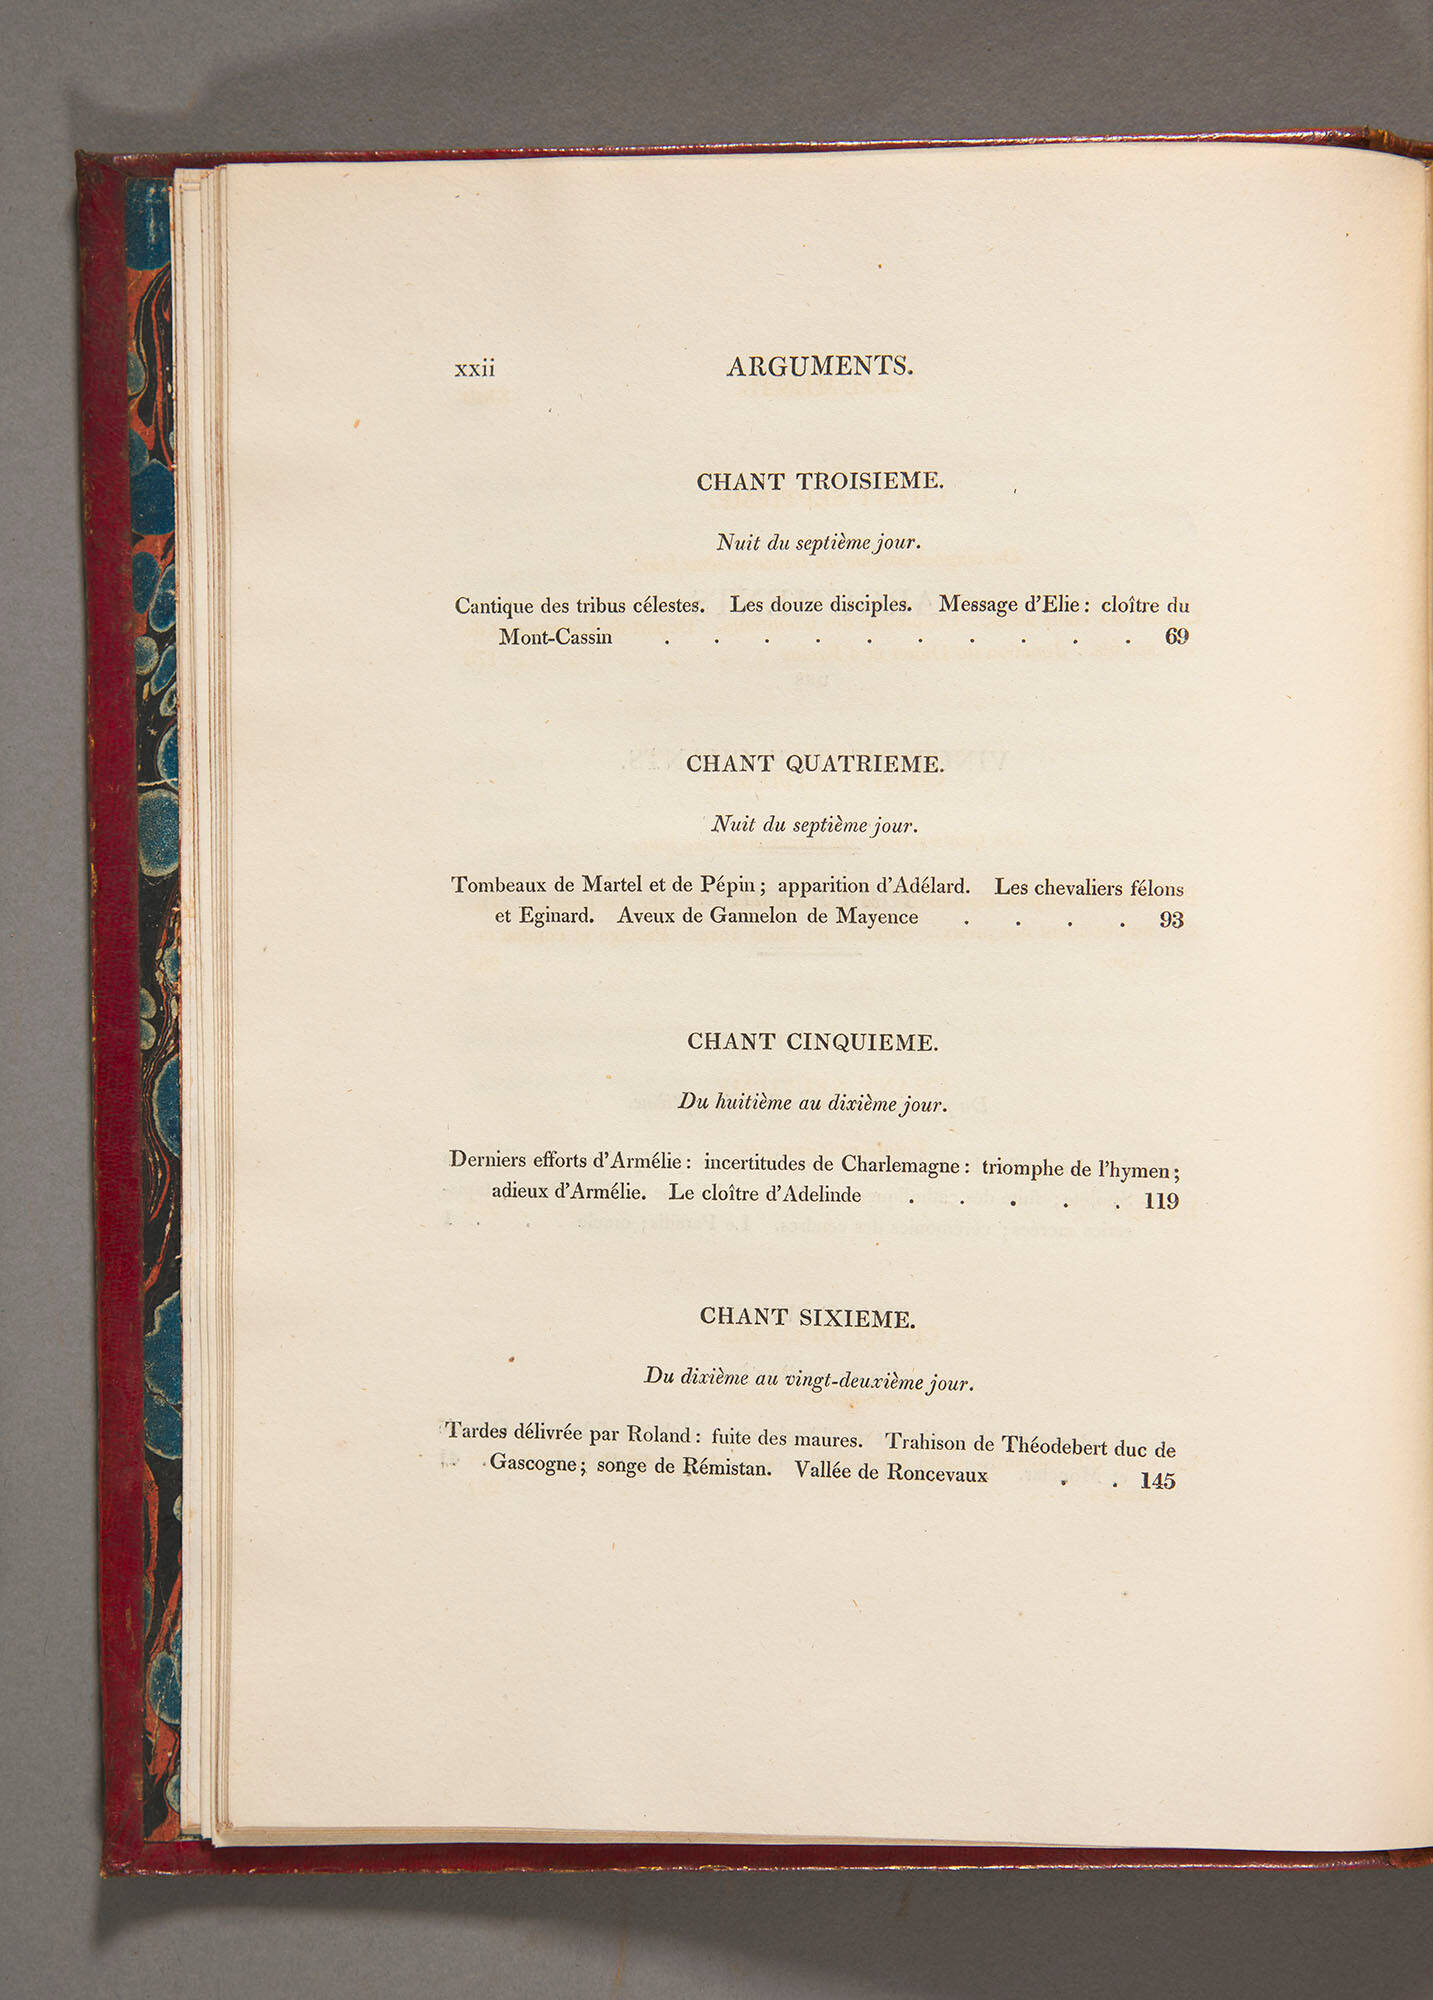 xxii ARGUMENTS.
CHANT TROISIEME.
Nuit du septième jour.
Cantique des tribus célestes. Les douze disciples. Message d'Elie : cloître du
Mont-Cassin . . . . . . . . . . 69
CHANT QUATRIEME.
Nuit du septième jour.
Tombeaux de Martel et de Pépin ; apparition d'Adélard. Les chevaliers félons
et Eginard. Aveux de Gannelon de Mayence . . . . 93
CHANT CINQUIEME.
Du huitième au dixième jour.
Derniers efforts d'Armélie : incertitudes de Charlemagne : triomphe de l'hymen ;
adieux d'Armélie. Le cloître d'Adelinde . . . . . 119
CHANT SIXIEME.
Du dixième au vingt-deuxième jour.
Tardes délivrée par Roland : fuite des maures. Trahison de Théodebert duc de
Gascogne ; songe de Rémistan. Vallée de Roncevaux . . 145